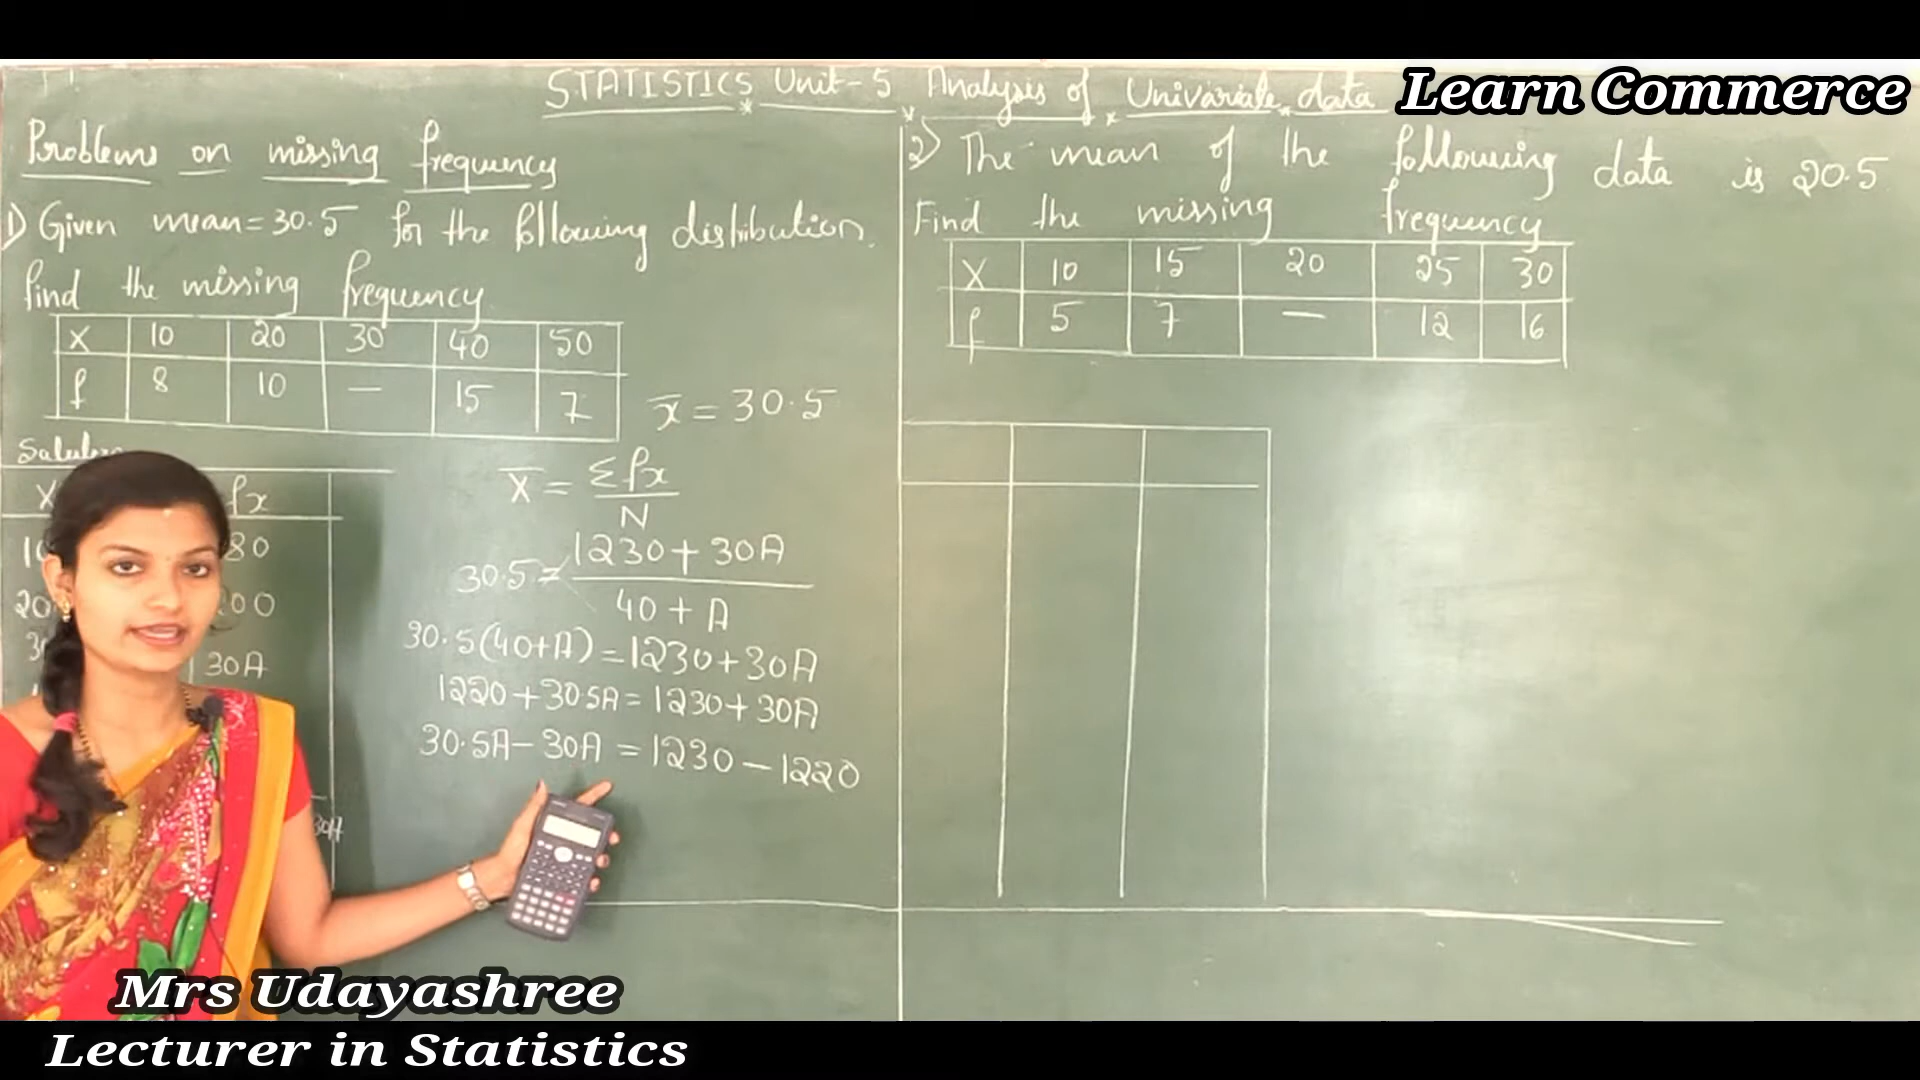 STATISTICS Unit-5 Analysis of Univariate data
Learn Commerce
Problems on missing frequency
1) Given mean=30.5 for the following distribution.
find the missing frequency
X 10 20 30 40 50
f 8 10 — 15 7
x̄ = 30.5
X fx
80
20 200
30A
X̄ = Σfx / N
30.5 = 1230+30A / 40+A
30.5(40+A) = 1230+30A
1220+30.5A = 1230+30A
30.5A-30A = 1230-1220
2) The mean of the following data is 20.5
Find the missing frequency
X 10 15 20 25 30
f 5 7 — 12 16
Mrs Udayashree
Lecturer in Statistics